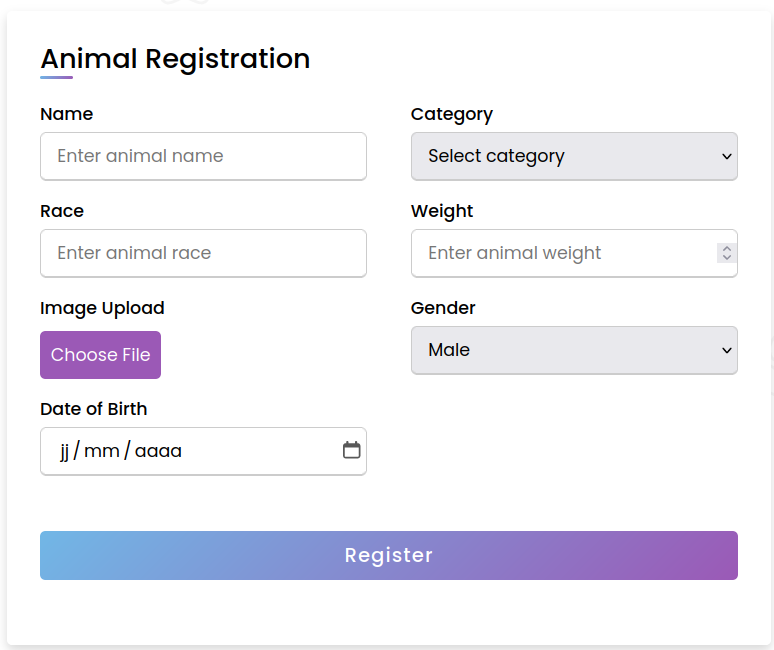 Animal Registration
Name
Category
Enter animal name
Select category
Race
Weight
Enter animal race
Enter animal weight
Image Upload
Gender
Choose File
Male
Date of Birth
jj/mm/aaaa
Register